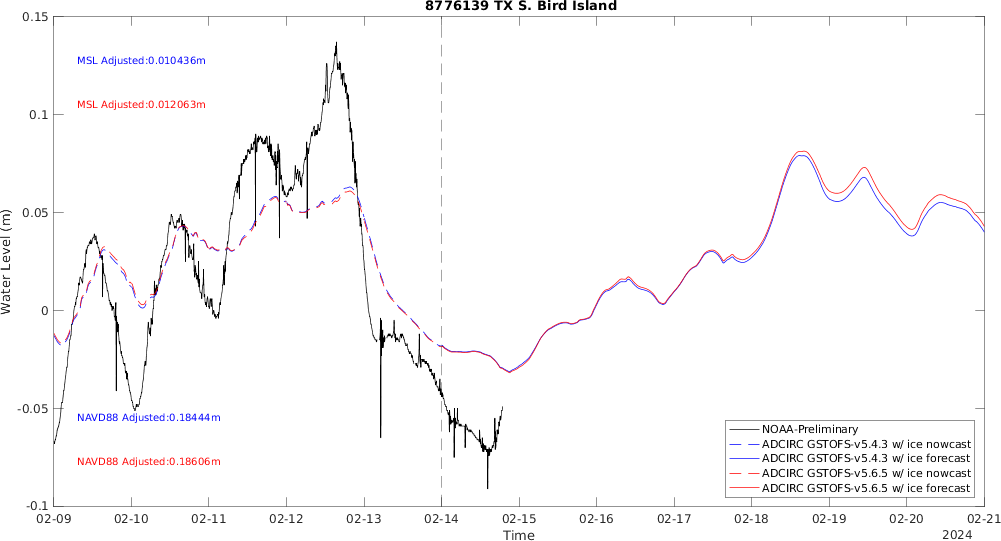 8776139 TX S. Bird Island
0.15
0.1
0.05
0
-0.05
-0.1
Water Level (m)
MSL Adjusted:0.010436m
MSL Adjusted:0.012063m
NAVD88 Adjusted:0.18444m
NAVD88 Adjusted:0.18606m
NOAA-Preliminary
ADCIRC GSTOFS-v5.4.3 w/ ice nowcast
ADCIRC GSTOFS-v5.4.3 w/ ice forecast
ADCIRC GSTOFS-v5.6.5 w/ ice nowcast
ADCIRC GSTOFS-v5.6.5 w/ ice forecast
02-09 02-10 02-11 02-12 02-13 02-14 02-15 02-16 02-17 02-18 02-19 02-20 02-21
Time
2024